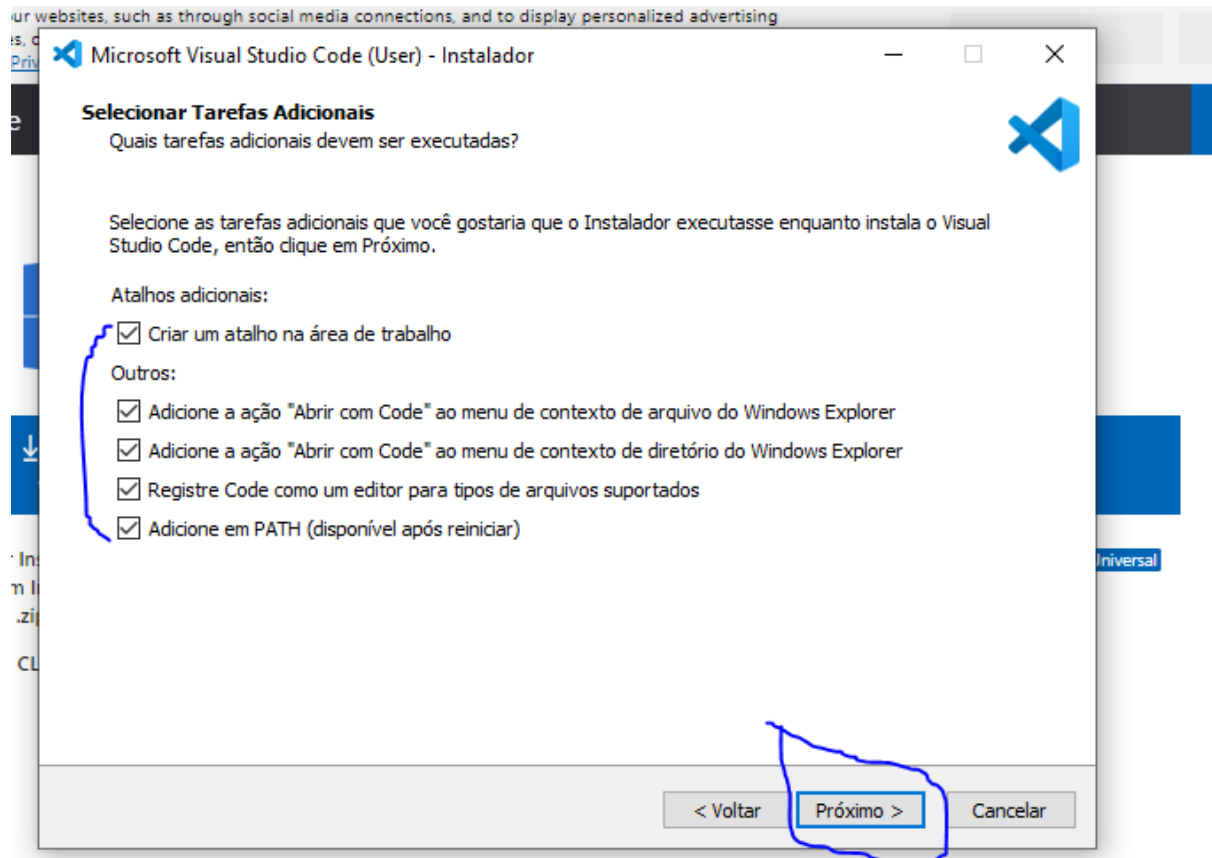 ur websites, such as through social media connections, and to display personalized advertising
Microsoft Visual Studio Code (User) - Instalador
Selecionar Tarefas Adicionais
Quais tarefas adicionais devem ser executadas?
Selecione as tarefas adicionais que você gostaria que o Instalador executasse enquanto instala o Visual
Studio Code, então clique em Próximo.
Atalhos adicionais:
Criar um atalho na área de trabalho
Outros:
Adicione a ação "Abrir com Code" ao menu de contexto de arquivo do Windows Explorer
Adicione a ação "Abrir com Code" ao menu de contexto de diretório do Windows Explorer
Registre Code como um editor para tipos de arquivos suportados
Adicione em PATH (disponível após reiniciar)
Universal
.zip
CL
< Voltar
Próximo >
Cancelar